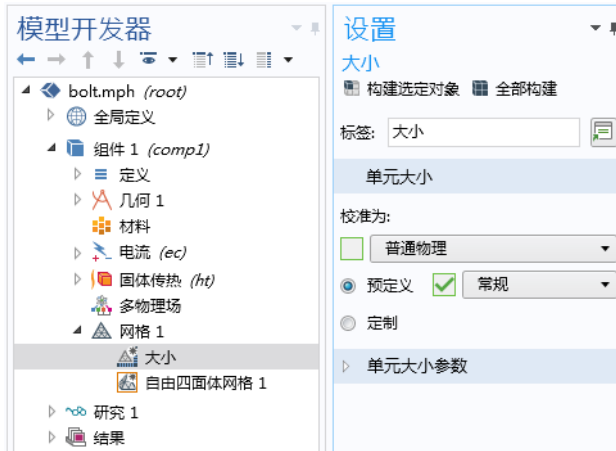 模型开发器
bolt.mph (root)
全局定义
组件 1 (comp1)
定义
几何 1
材料
电流 (ec)
固体传热 (ht)
多物理场
网格 1
大小
自由四面体网格 1
研究 1
结果
设置
大小
构建选定对象 全部构建
标签: 大小
单元大小
校准为:
普通物理
预定义 常规
定制
单元大小参数